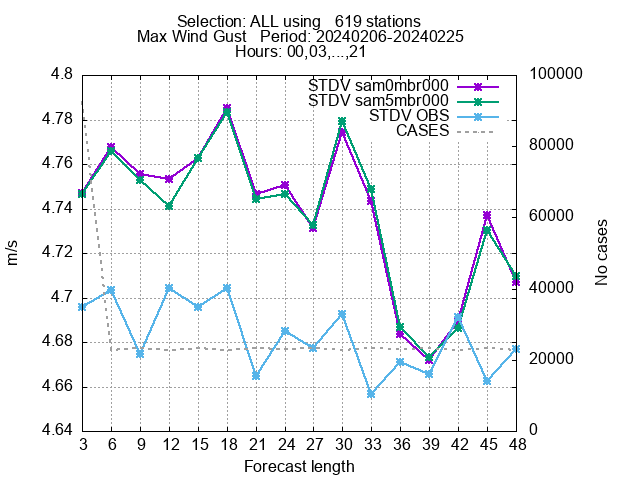 Selection: ALL using   619 stations
Max Wind Gust   Period: 20240206-20240225
Hours: 00,03,...,21
STDV sam0mbr000
STDV sam5mbr000
STDV OBS
CASES
4.8
4.78
4.76
4.74
4.72
4.7
4.68
4.66
4.64
m/s
100000
80000
60000
40000
20000
0
No cases
3 6 9 12 15 18 21 24 27 30 33 36 39 42 45 48
Forecast length